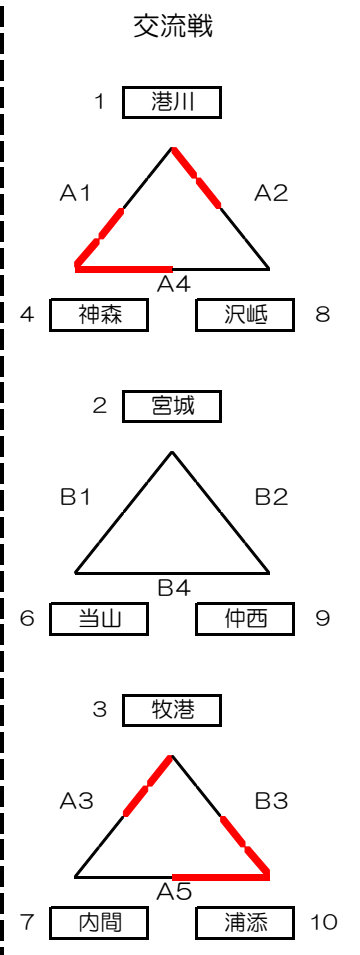 交流戦
1 港川
A1 A2
A4
4 神森 沢岻 8
2 宮城
B1 B2
B4
6 当山 仲西 9
3 牧港
A3 B3
A5
7 内間 浦添 10